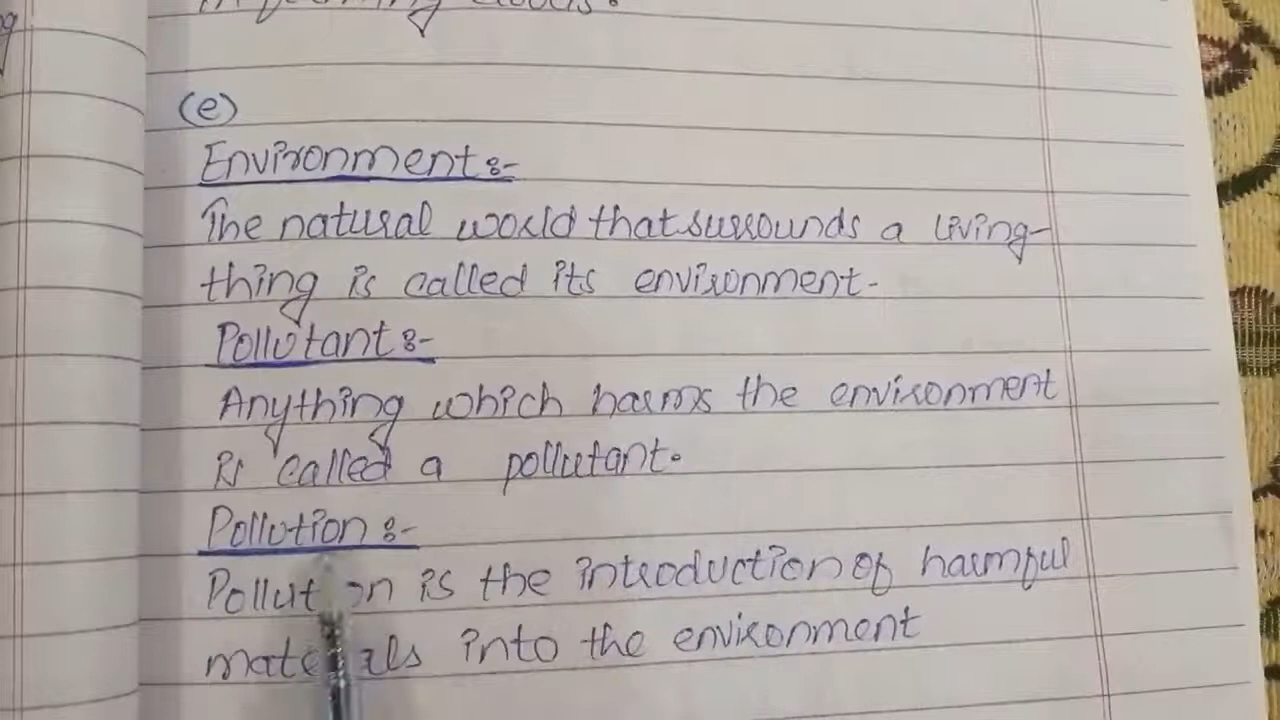 (e)
Environment:-
The natural world that surrounds a living-
thing is called its environment.
Pollutant:-
Anything which harms the environment
is called a pollutant.
Pollution:-
Pollution is the introduction of harmful
materials into the environment